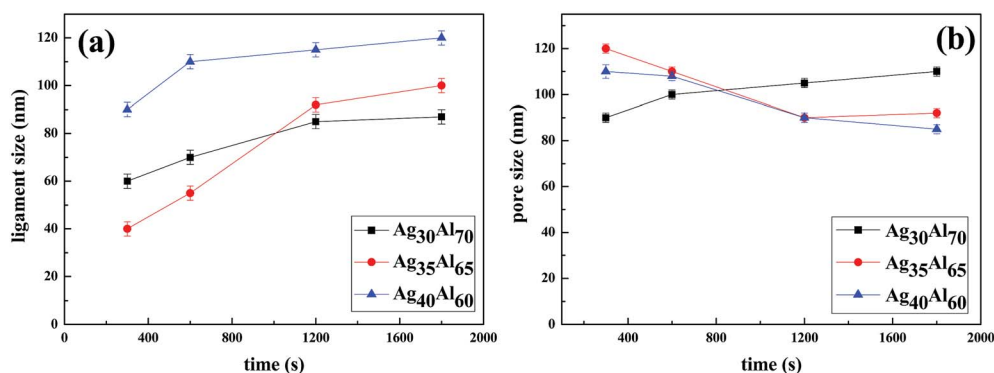 (a)
120
100
80
60
40
20
0
ligament size (nm)
0 400 800 1200 1600 2000
time (s)
Ag30Al70
Ag35Al65
Ag40Al60
(b)
120
100
80
60
40
20
0
pore size (nm)
400 800 1200 1600 2000
time (s)
Ag30Al70
Ag35Al65
Ag40Al60